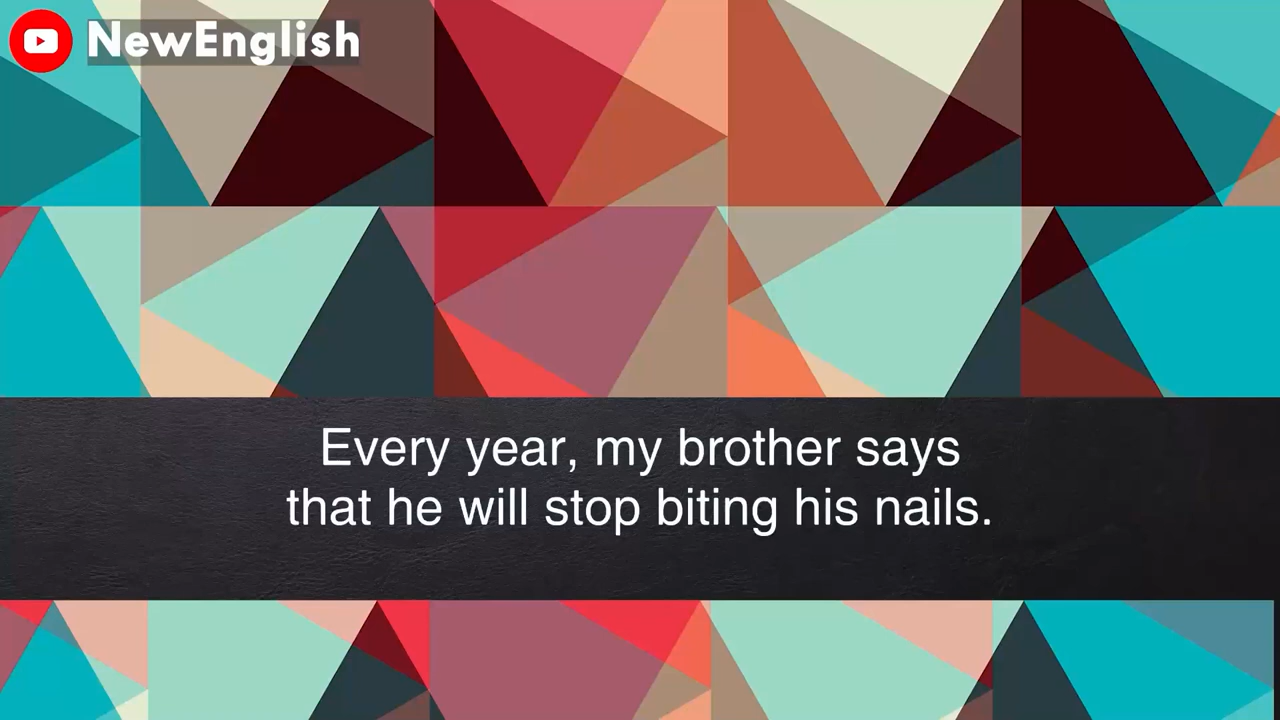 NewEnglish
Every year, my brother says
that he will stop biting his nails.